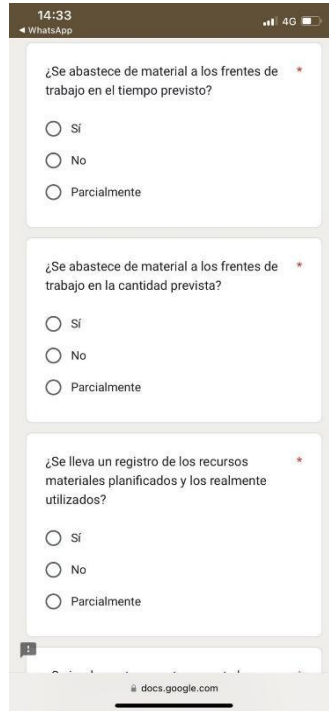 14:33
4G
◀ WhatsApp
¿Se abastece de material a los frentes de *
trabajo en el tiempo previsto?
Sí
No
Parcialmente
¿Se abastece de material a los frentes de *
trabajo en la cantidad prevista?
Sí
No
Parcialmente
¿Se lleva un registro de los recursos *
materiales planificados y los realmente
utilizados?
Sí
No
Parcialmente
docs.google.com